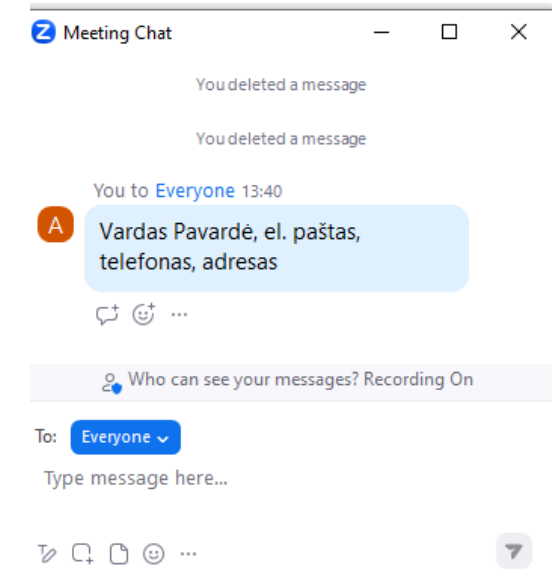 Meeting Chat
You deleted a message
You deleted a message
You to Everyone 13:40
A
Vardas Pavardė, el. paštas,
telefonas, adresas
Who can see your messages? Recording On
To: Everyone
Type message here...